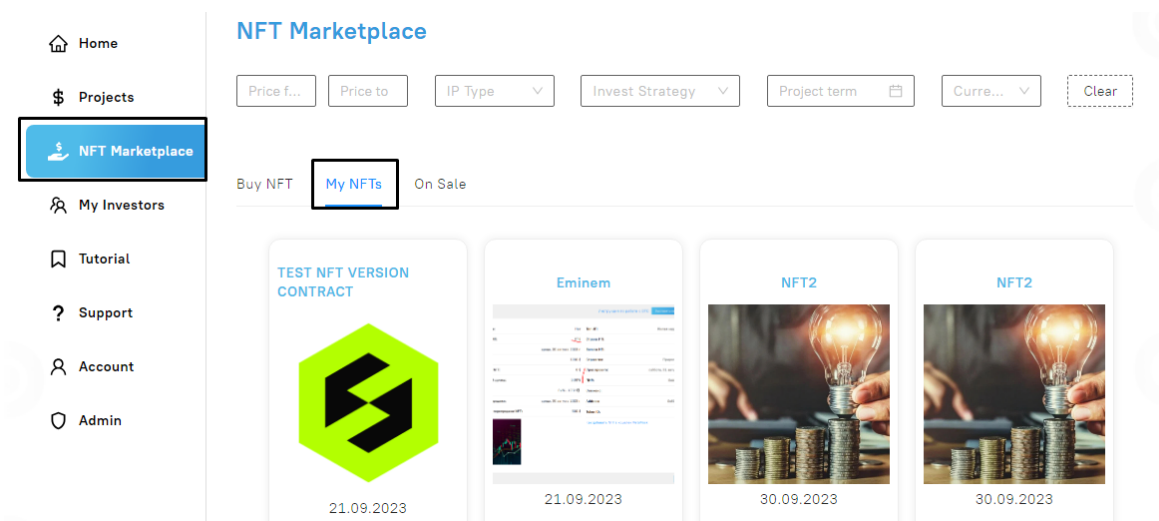 NFT Marketplace
Home
Projects
NFT Marketplace
My Investors
Tutorial
Support
Account
Admin
Price f...
Price to
IP Type
Invest Strategy
Project term
Curre...
Clear
Buy NFT
My NFTs
On Sale
TEST NFT VERSION
CONTRACT
21.09.2023
Eminem
21.09.2023
NFT2
30.09.2023
NFT2
30.09.2023